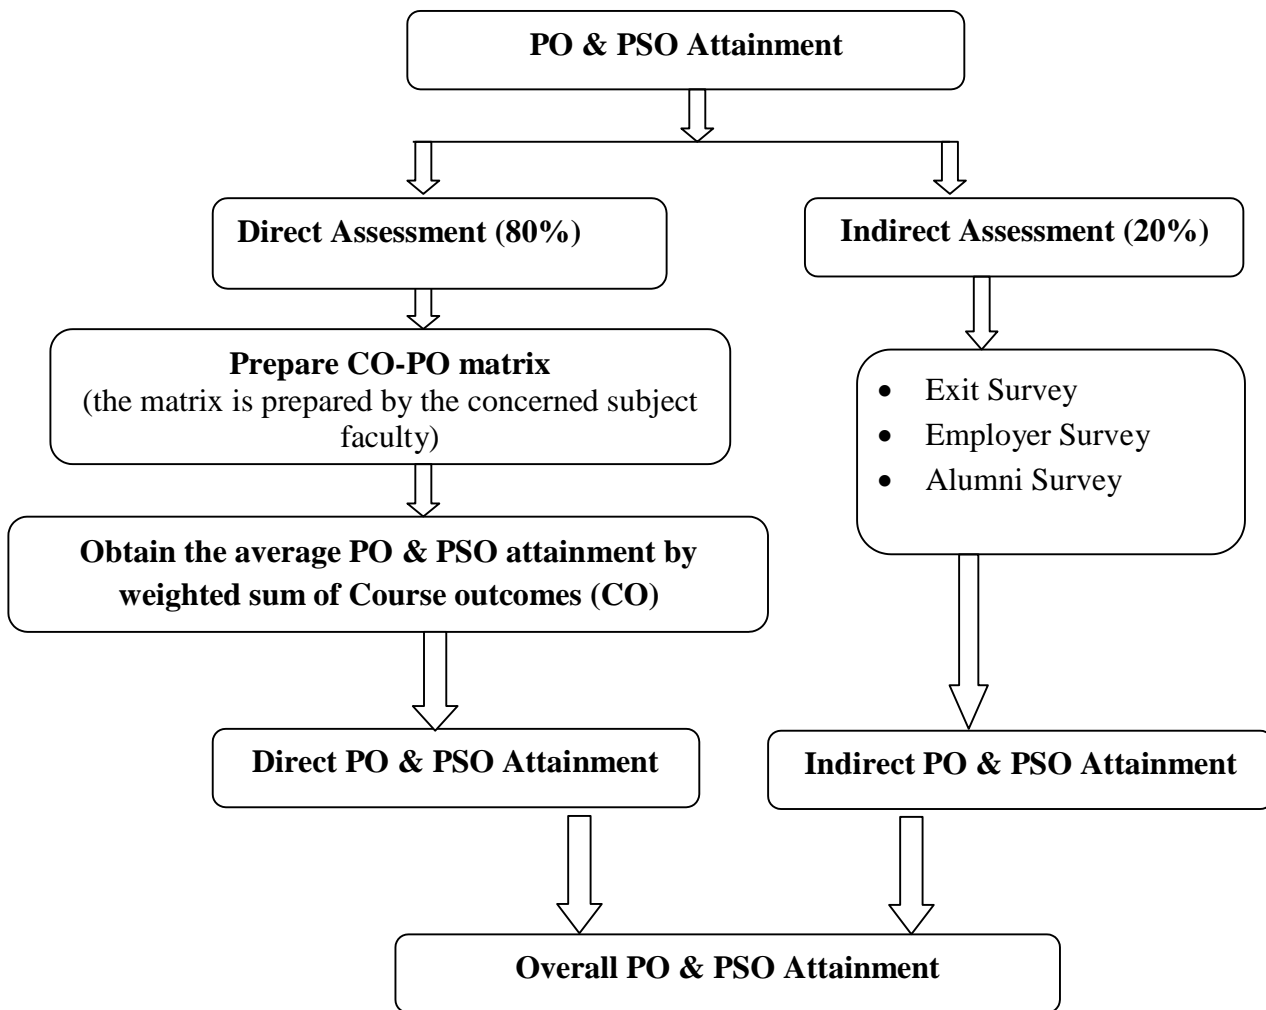 PO & PSO Attainment
Direct Assessment (80%)
Indirect Assessment (20%)
Prepare CO-PO matrix
(the matrix is prepared by the concerned subject
faculty)
• Exit Survey
• Employer Survey
• Alumni Survey
Obtain the average PO & PSO attainment by
weighted sum of Course outcomes (CO)
Direct PO & PSO Attainment
Indirect PO & PSO Attainment
Overall PO & PSO Attainment